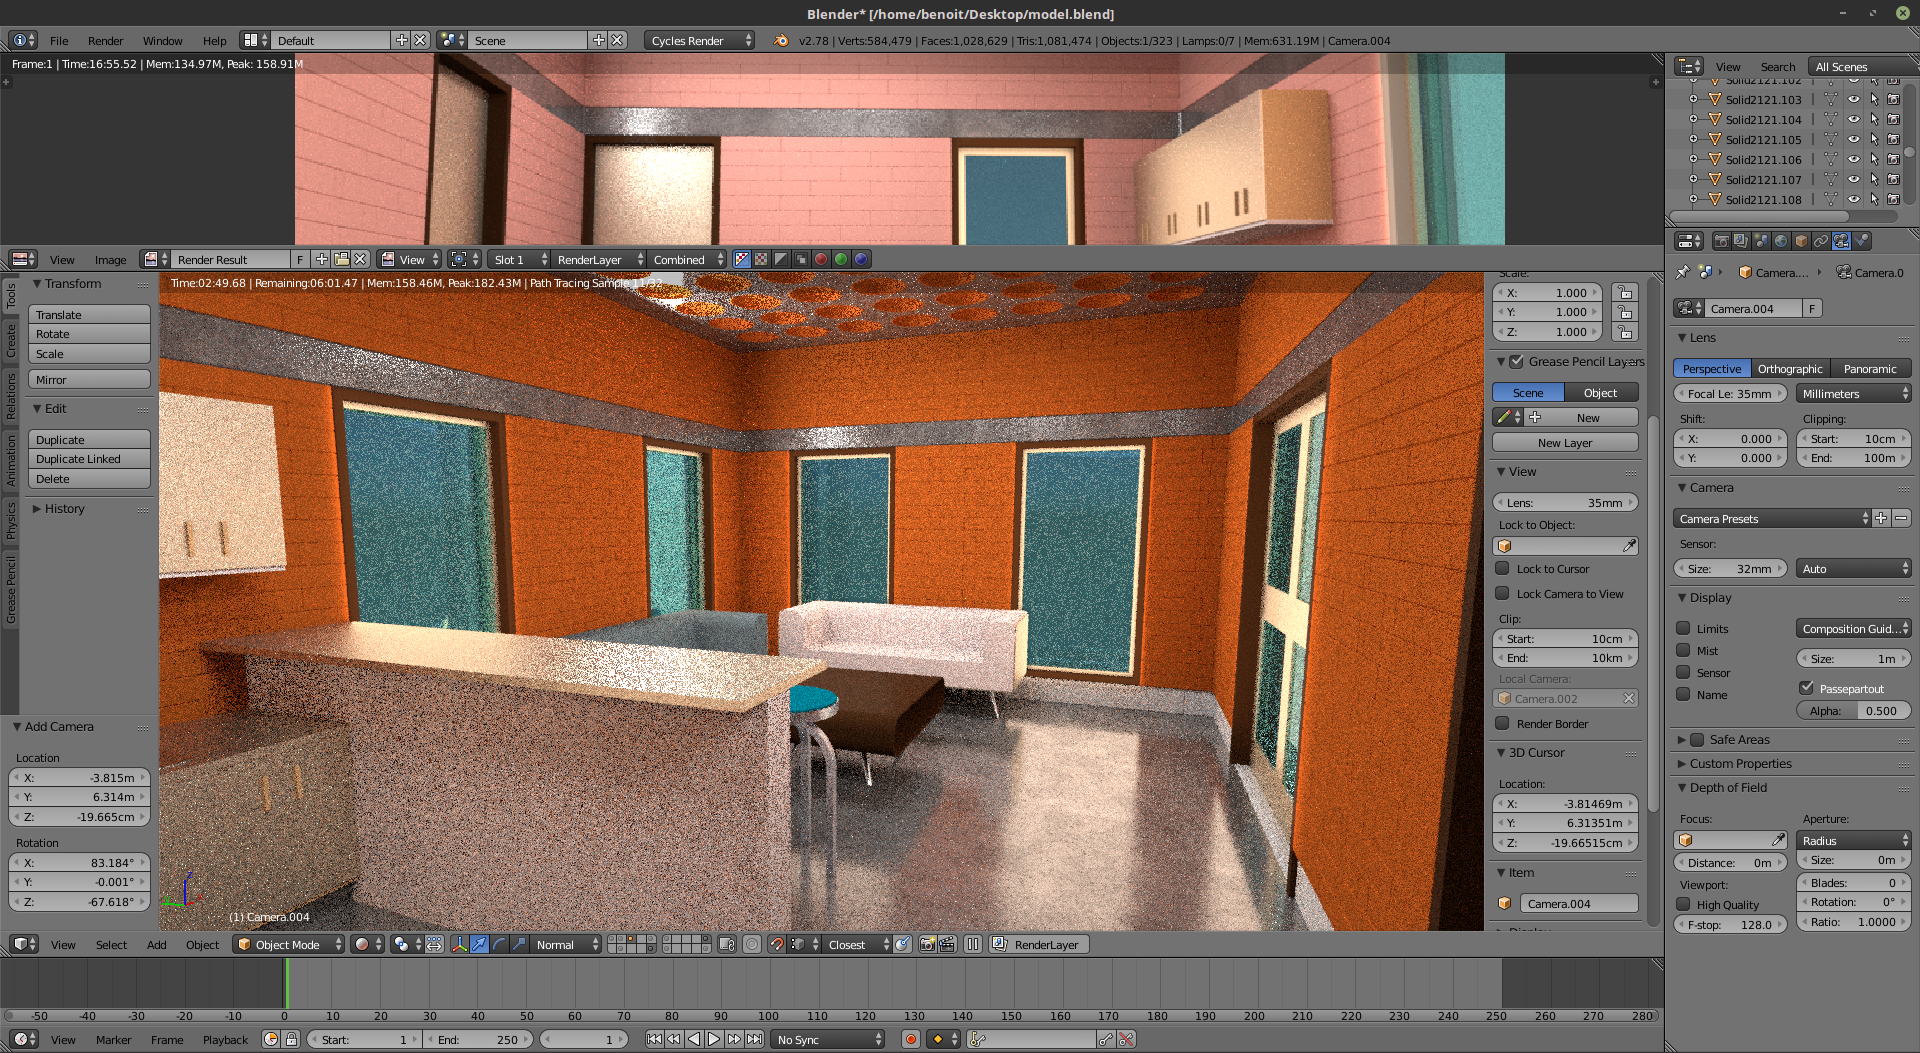 Blender* [/home/benoit/Desktop/model.blend]
File Render Window Help Default Scene Cycles Render v2.78 | Verts:584,479 | Faces:1,028,629 | Tris:1,081,474 | Objects:1/323 | Lamps:0/7 | Mem:631.19M | Camera.004
Frame:1 | Time:16:55.52 | Mem:134.97M, Peak: 158.91M
View Image Render Result F View Slot 1 RenderLayer Combined
Tools
Create
Relations
Animation
Physics
Grease Pencil
Transform
Translate
Rotate
Scale
Mirror
Edit
Duplicate
Duplicate Linked
Delete
History
Add Camera
Location
X: -3.815m
Y: 6.314m
Z: -19.665cm
Rotation
X: 83.184°
Y: -0.001°
Z: -67.618°
Time:02:49.68 | Remaining:06:01.47 | Mem:158.46M, Peak:182.43M | Path Tracing Sample 11/32
(1) Camera.004
Scale:
X: 1.000
Y: 1.000
Z: 1.000
Grease Pencil Layers
Scene Object
New
New Layer
View
Lens: 35mm
Lock to Object:
Lock to Cursor
Lock Camera to View
Clip:
Start: 10cm
End: 10km
Local Camera:
Camera.002
Render Border
3D Cursor
Location:
X: -3.81469m
Y: 6.31351m
Z: -19.66515cm
Item
Camera.004
Display
View Search All Scenes
Solid2121.102
Solid2121.103
Solid2121.104
Solid2121.105
Solid2121.106
Solid2121.107
Solid2121.108
Camera.... Camera.0
Camera.004 F
Lens
Perspective Orthographic Panoramic
Focal Le: 35mm Millimeters
Shift: Clipping:
X: 0.000 Start: 10cm
Y: 0.000 End: 100m
Camera
Camera Presets
Sensor:
Size: 32mm Auto
Display
Limits Composition Guid...
Mist Size: 1m
Sensor Passepartout
Name Alpha: 0.500
Safe Areas
Custom Properties
Depth of Field
Focus: Aperture:
Radius
Distance: 0m Size: 0m
Viewport: Blades: 0
High Quality Rotation: 0°
F-stop: 128.0 Ratio: 1.0000
View Select Add Object Object Mode Normal Closest RenderLayer
-50 -40 -30 -20 -10 0 10 20 30 40 50 60 70 80 90 100 110 120 130 140 150 160 170 180 190 200 210 220 230 240 250 260 270 280
View Marker Frame Playback Start: 1 End: 250 1 No Sync